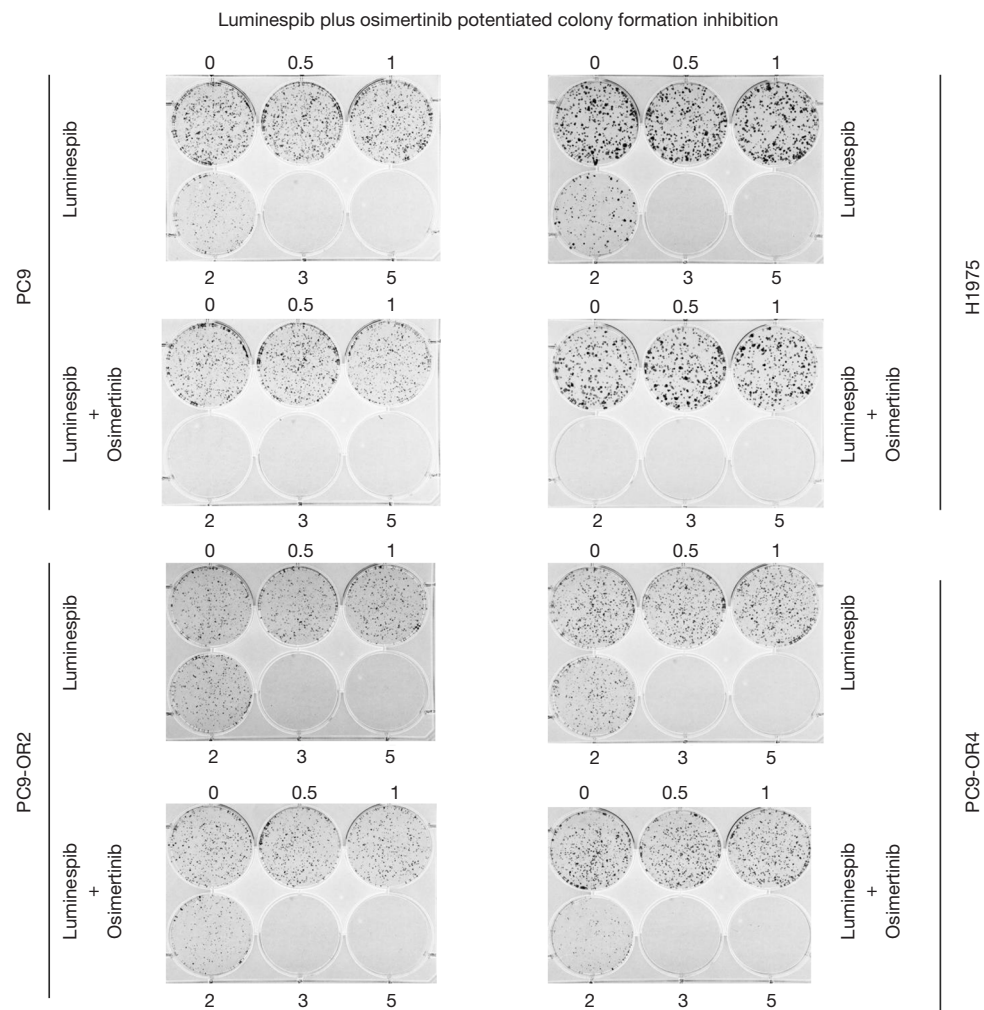 Luminespib plus osimertinib potentiated colony formation inhibition
PC9
Luminespib
0 0.5 1
2 3 5
Luminespib
+
Osimertinib
0 0.5 1
2 3 5
H1975
Luminespib
0 0.5 1
2 3 5
Luminespib
+
Osimertinib
0 0.5 1
2 3 5
PC9-OR2
Luminespib
0 0.5 1
2 3 5
Luminespib
+
Osimertinib
0 0.5 1
2 3 5
PC9-OR4
Luminespib
0 0.5 1
2 3 5
Luminespib
+
Osimertinib
0 0.5 1
2 3 5